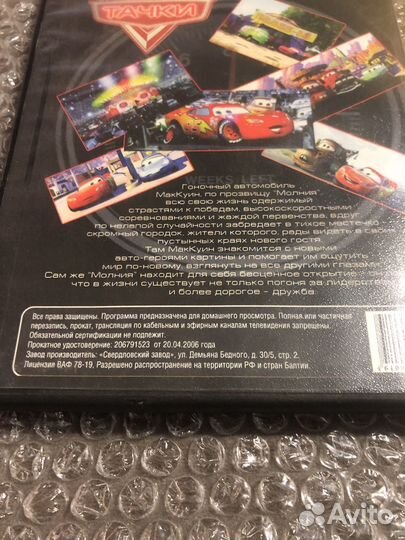 ТАЧКИ
WEEKS LEFT
Гоночный автомобиль
МакКуин, по прозвищу "Молния",
всю свою жизнь одержимый
страстями к победам, высокоскоростными
соревнованиями и жаждой первенства, вдруг
по нелепой случайности забредает в тихое местечко -
скромный городок, жители которого, рады видеть в своих
пустынных краях нового гостя.
Там МакКуин знакомится с новыми
авто-героями картины и помогает им ощутить
мир по-новому, взглянуть на все другими глазами.
Сам же "Молния" находит для себя бесценное открытие -
что в жизни существует не только погоня за лидерством
и более дорогое - дружба.
Все права защищены. Программа предназначена для домашнего просмотра. Полная или частичная
перезапись, прокат, трансляция по кабельным и эфирным каналам телевидения запрещены.
Обязательной сертификации не подлежит.
Прокатное удостоверение: 206791523 от 20.04.2006 года
Завод производитель: «Свердловский завод», ул. Демьяна Бедного, д. 30/5, стр. 2.
Лицензии ВАФ 78-19. Разрешено распространение на территории РФ и стран Балтии.
Avito